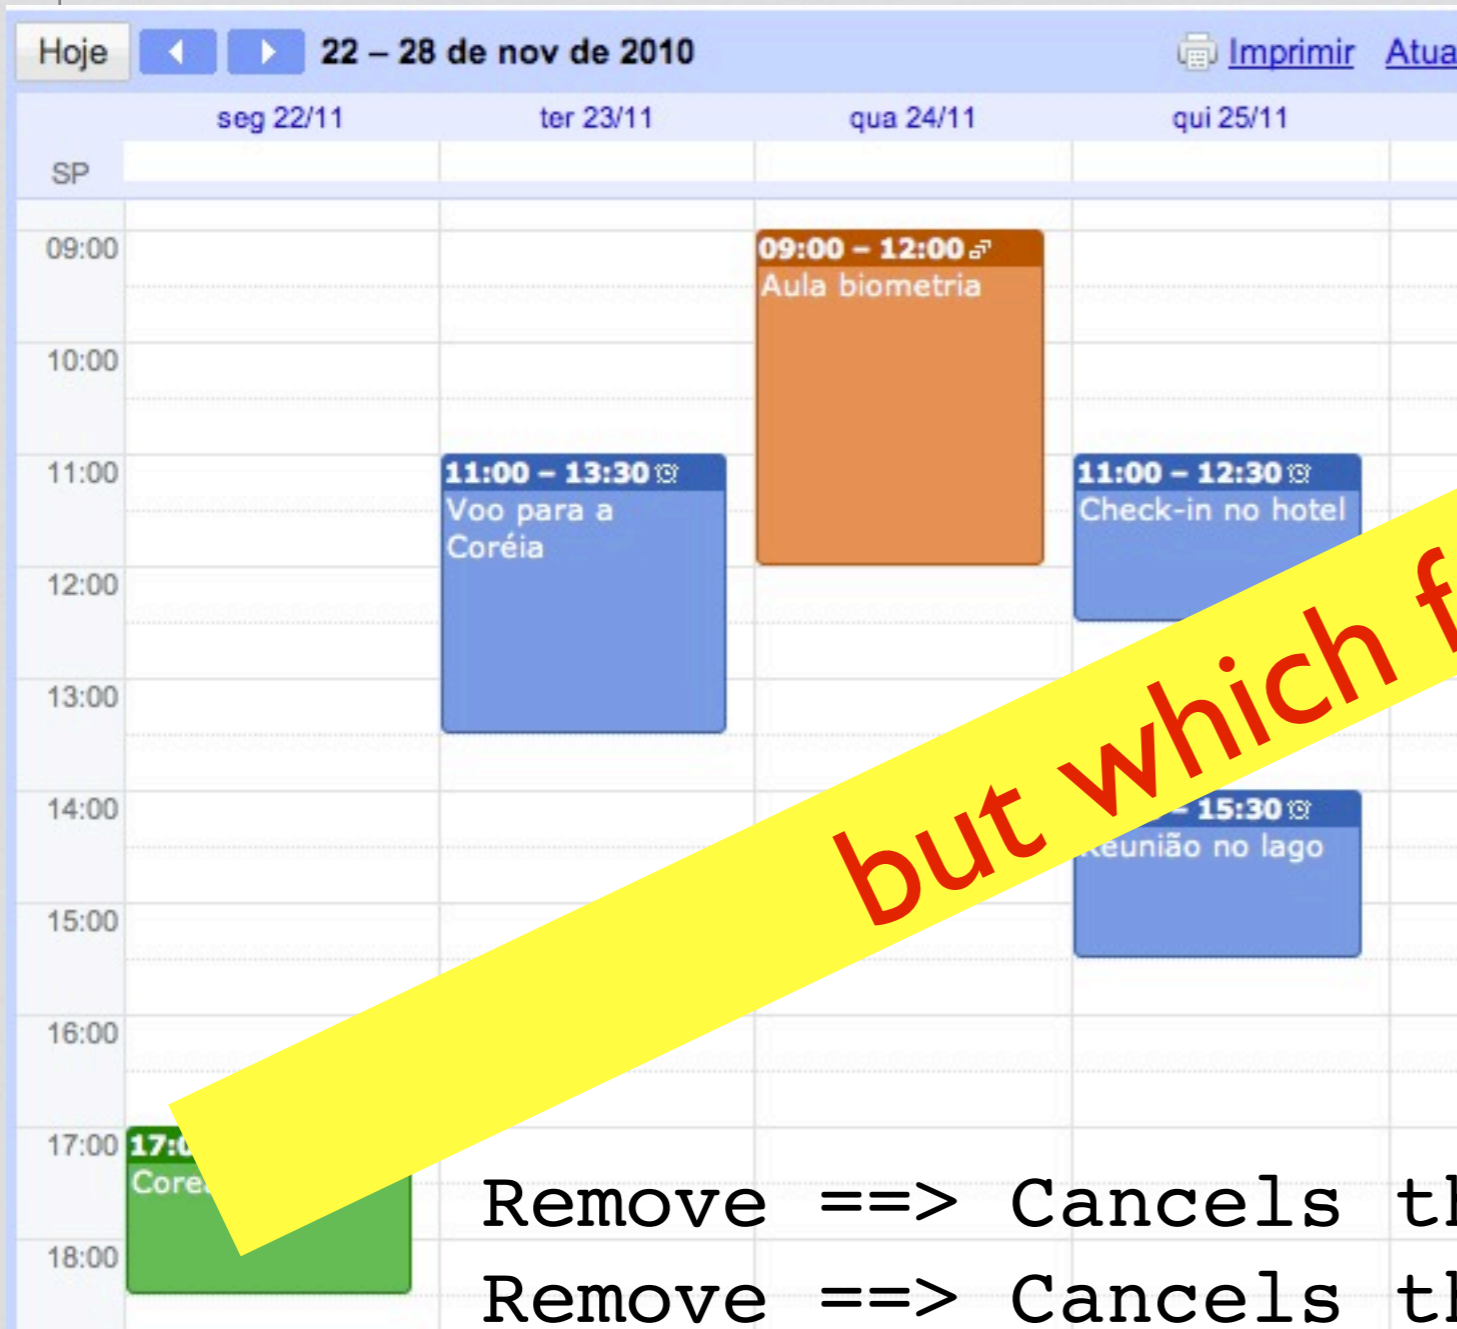 Hoje 22 – 28 de nov de 2010 Imprimir
seg 22/11 ter 23/11 qua 24/11 qui 25/11
SP
09:00
10:00
11:00
12:00
13:00
14:00
15:00
16:00
17:00
18:00
09:00 – 12:00
Aula biometria
11:00 – 13:30
Voo para a
Coréia
11:00 – 12:30
Check-in no hotel
– 15:30
no lago
but which
Remove ==> Cancels
Remove ==> Cancels